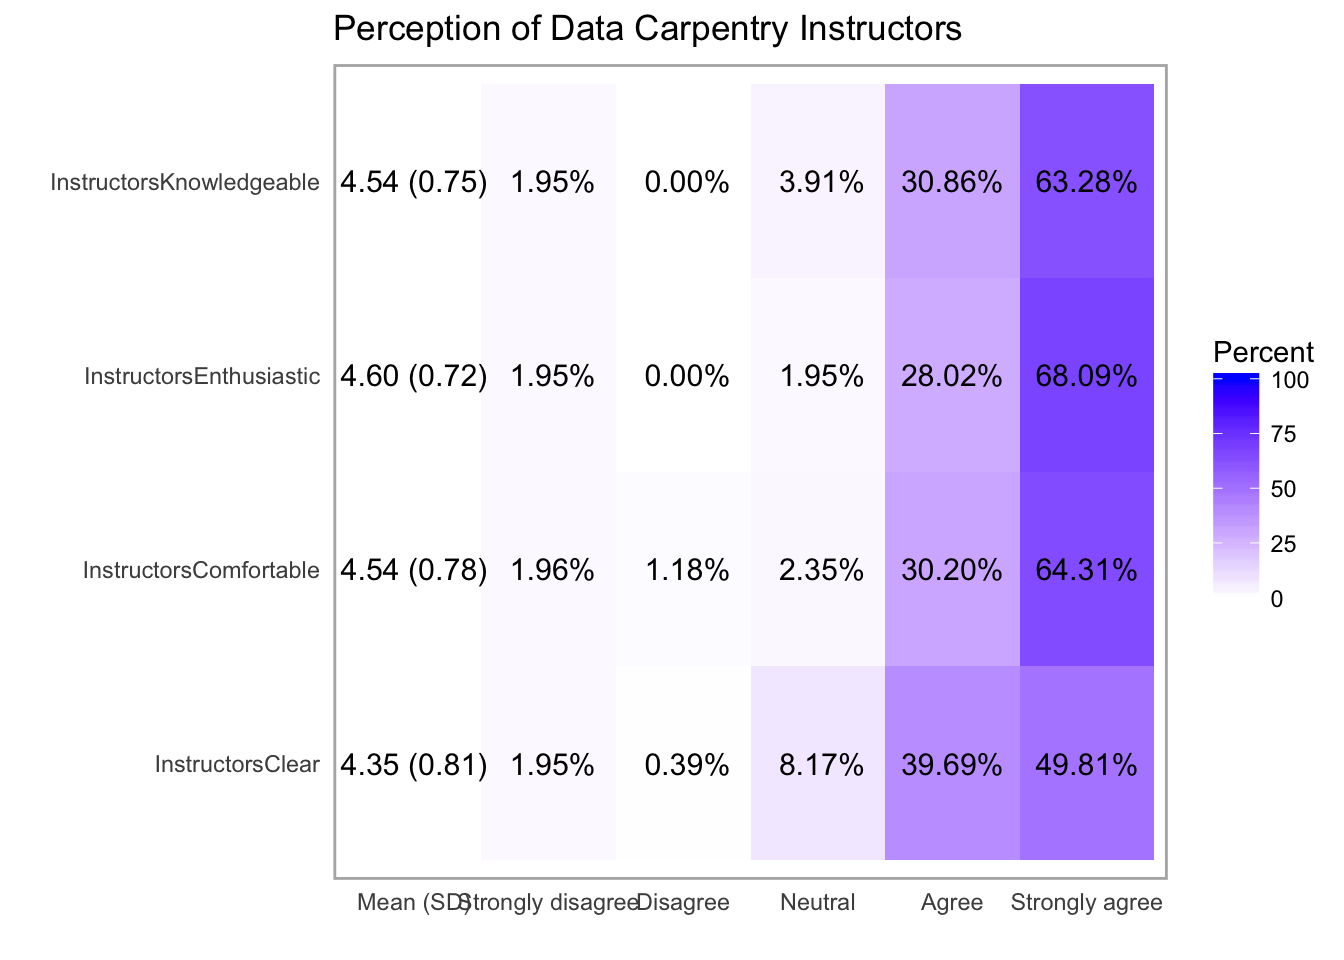 Perception of Data Carpentry Instructors
InstructorsKnowledgeable 4.54 (0.75) 1.95% 0.00% 3.91% 30.86% 63.28%
InstructorsEnthusiastic 4.60 (0.72) 1.95% 0.00% 1.95% 28.02% 68.09%
InstructorsComfortable 4.54 (0.78) 1.96% 1.18% 2.35% 30.20% 64.31%
InstructorsClear 4.35 (0.81) 1.95% 0.39% 8.17% 39.69% 49.81%
Mean (SD) Strongly disagree Disagree Neutral Agree Strongly agree
Percent
100
75
50
25
0